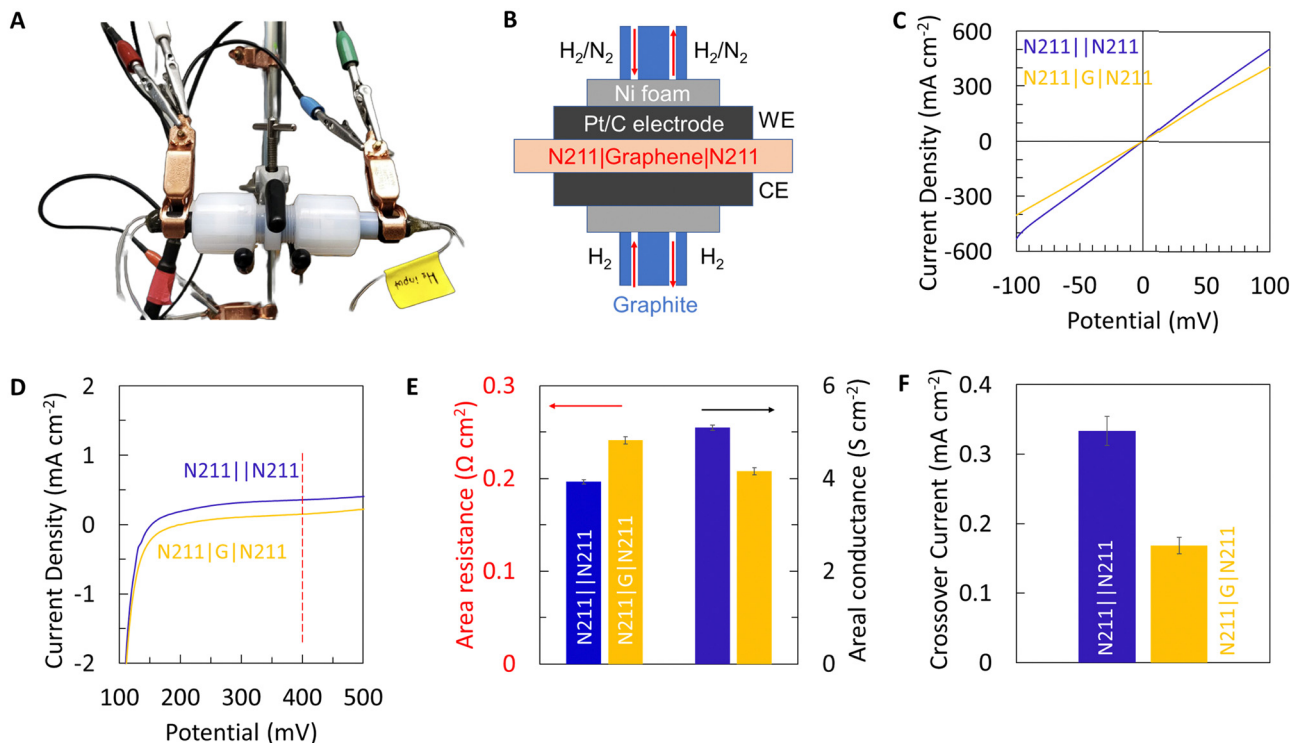 A
H₂ input
B
H₂/N₂
H₂/N₂
Ni foam
Pt/C electrode
WE
N211|Graphene|N211
CE
H₂
H₂
Graphite
C
N211||N211
N211|G|N211
Current Density (mA cm⁻²)
600
300
0
-300
-600
-100
-50
0
50
100
Potential (mV)
D
Current Density (mA cm⁻²)
2
1
0
-1
-2
N211||N211
N211|G|N211
100
200
300
400
500
Potential (mV)
E
Area resistance (Ω cm²)
0.3
0.2
0.1
0
N211||N211
N211|G|N211
6
4
2
0
Areal conductance (S cm⁻²)
F
Crossover Current (mA cm⁻²)
0.4
0.3
0.2
0.1
0
N211||N211
N211|G|N211